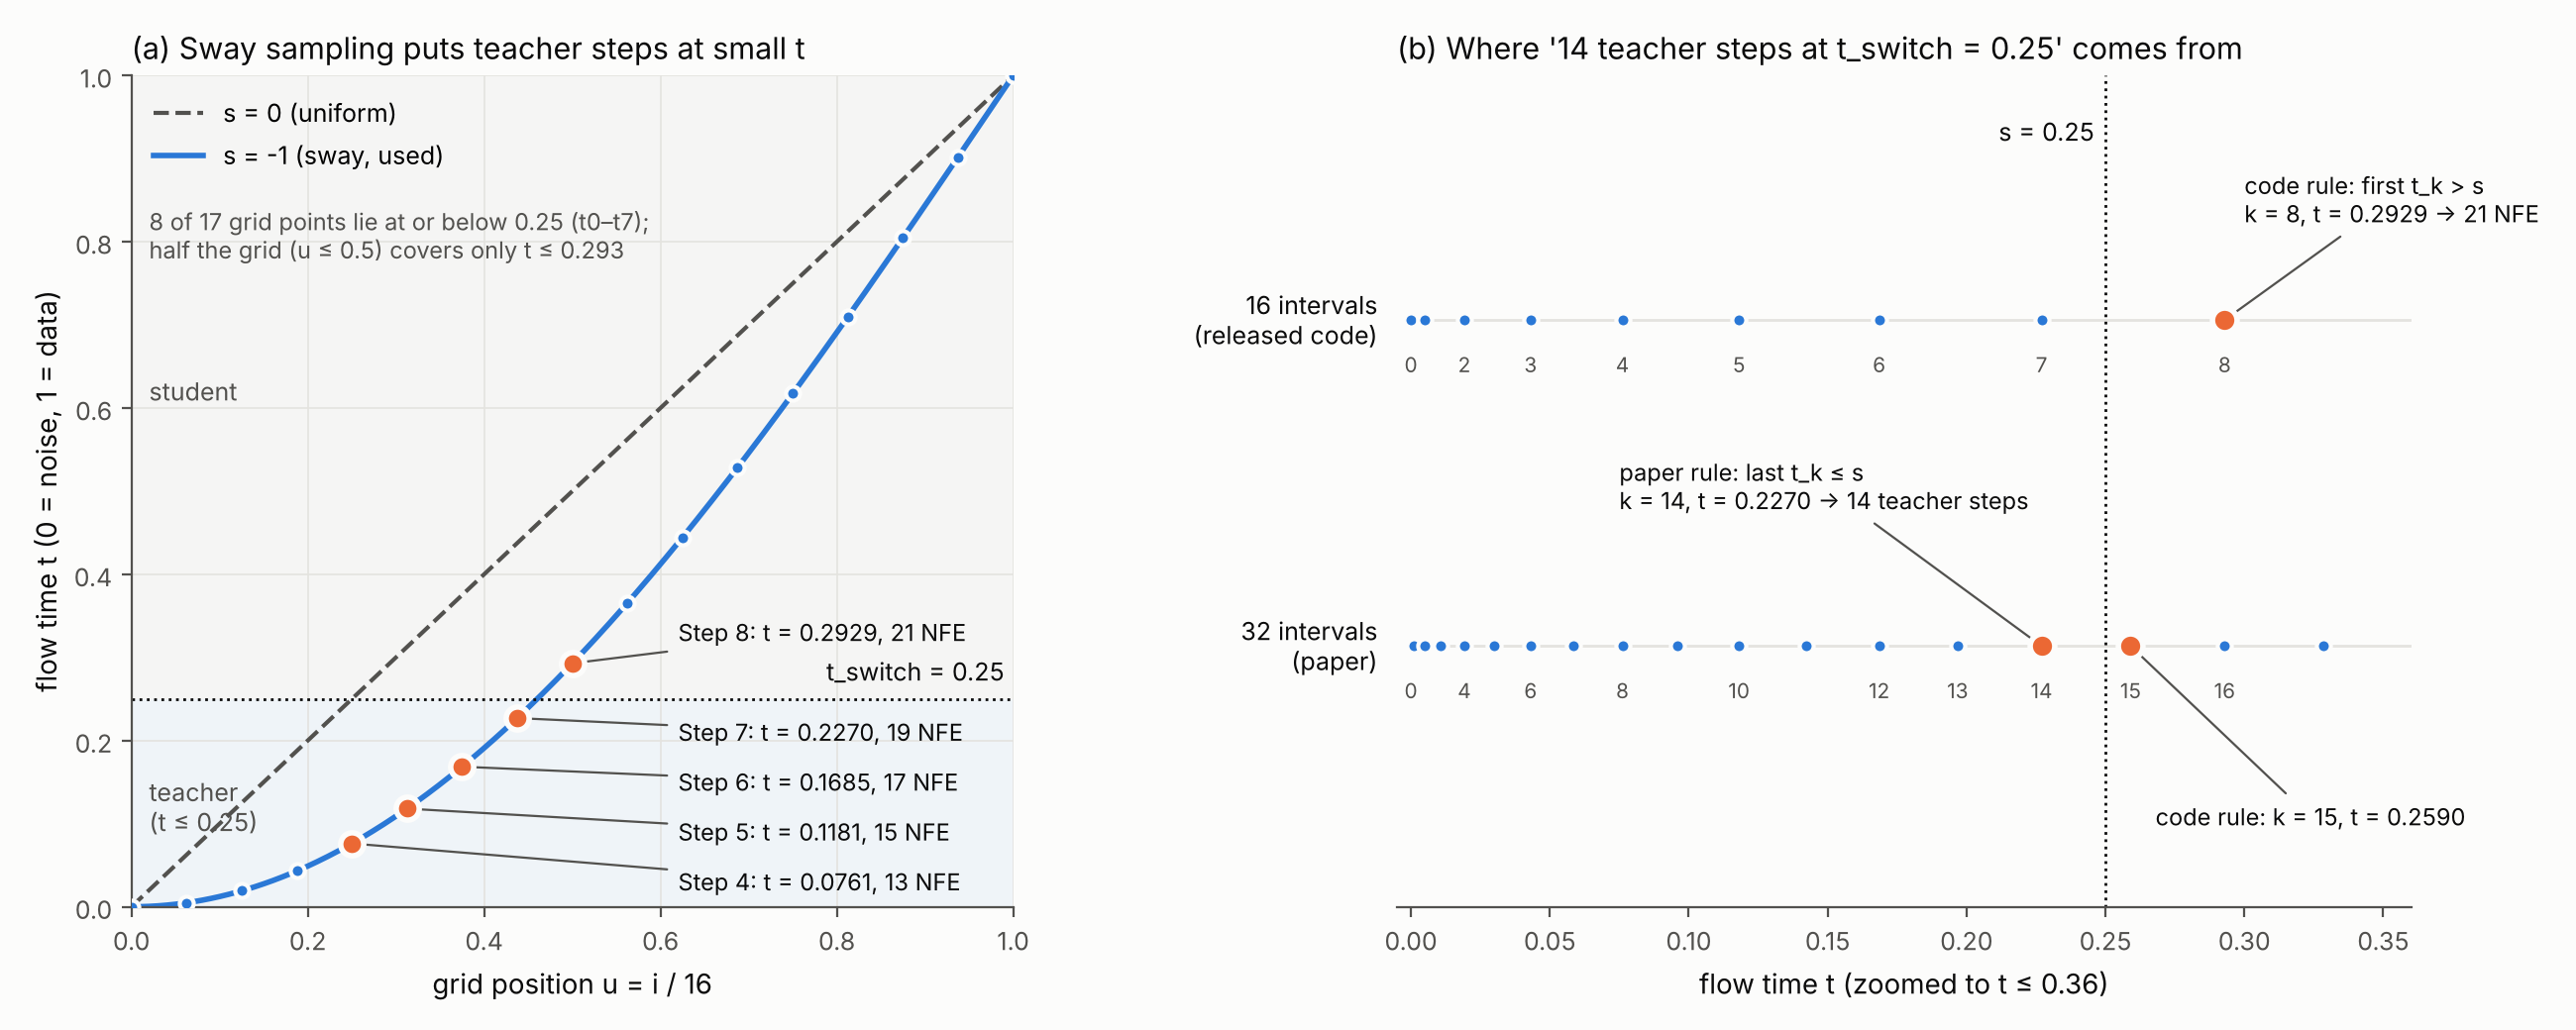 (a) Sway sampling puts teacher steps at small t
1.0
0.8
0.6
0.4
0.2
0.0
flow time t (0 = noise, 1 = data)
s = 0 (uniform)
s = -1 (sway, used)
8 of 17 grid points lie at or below 0.25 (t0–t7);
half the grid (u ≤ 0.5) covers only t ≤ 0.293
student
Step 8: t = 0.2929, 21 NFE
t_switch = 0.25
Step 7: t = 0.2270, 19 NFE
Step 6: t = 0.1685, 17 NFE
teacher
(t ≤ 0.25)
Step 5: t = 0.1181, 15 NFE
Step 4: t = 0.0761, 13 NFE
0.0 0.2 0.4 0.6 0.8 1.0
grid position u = i / 16
(b) Where '14 teacher steps at t_switch = 0.25' comes from
s = 0.25
code rule: first t_k > s
k = 8, t = 0.2929 → 21 NFE
16 intervals
(released code)
0 2 3 4 5 6 7 8
paper rule: last t_k ≤ s
k = 14, t = 0.2270 → 14 teacher steps
32 intervals
(paper)
0 4 6 8 10 12 13 14 15 16
code rule: k = 15, t = 0.2590
0.00 0.05 0.10 0.15 0.20 0.25 0.30 0.35
flow time t (zoomed to t ≤ 0.36)